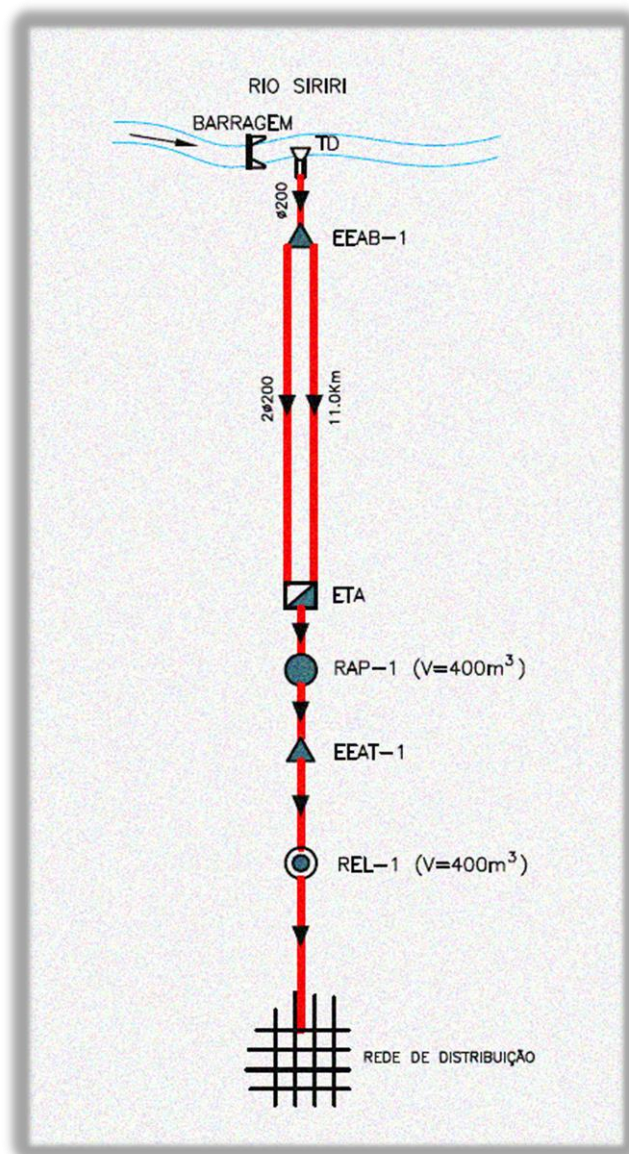 RIO SIRIRI
BARRAGEM
TD
ø200
EEAB-1
2ø200
11.0Km
ETA
RAP-1 (V=400m³)
EEAT-1
REL-1 (V=400m³)
REDE DE DISTRIBUIÇÃO